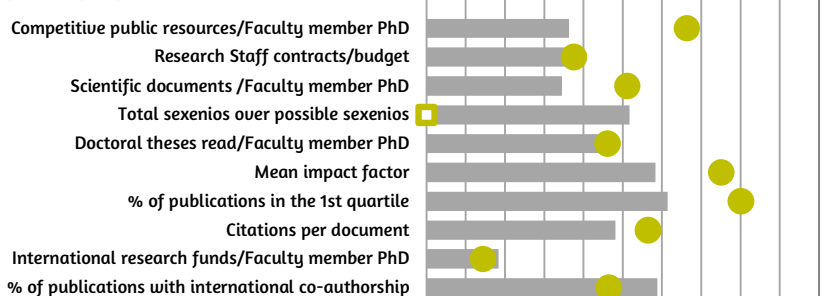 Competitive public resources/Faculty member PhD
Research Staff contracts/budget
Scientific documents /Faculty member PhD
Total sexenios over possible sexenios
Doctoral theses read/Faculty member PhD
Mean impact factor
% of publications in the 1st quartile
Citations per document
International research funds/Faculty member PhD
% of publications with international co-authorship